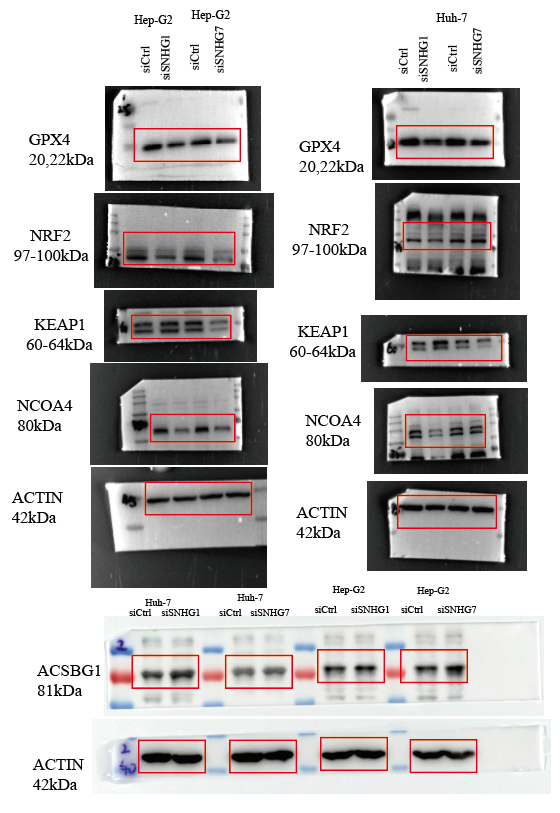 Hep-G2
Hep-G2
siCtrl
siSNHG1
siCtrl
siSNHG7
GPX4
20,22kDa
NRF2
97-100kDa
KEAP1
60-64kDa
NCOA4
80kDa
ACTIN
42kDa
Huh-7
siCtrl
siSNHG1
siCtrl
siSNHG7
GPX4
20,22kDa
NRF2
97-100kDa
KEAP1
60-64kDa
NCOA4
80kDa
ACTIN
42kDa
Huh-7
siCtrl siSNHG1
Huh-7
siCtrl siSNHG7
Hep-G2
siCtrl siSNHG1
Hep-G2
siCtrl siSNHG7
2
ACSBG1
81kDa
2
40
ACTIN
42kDa